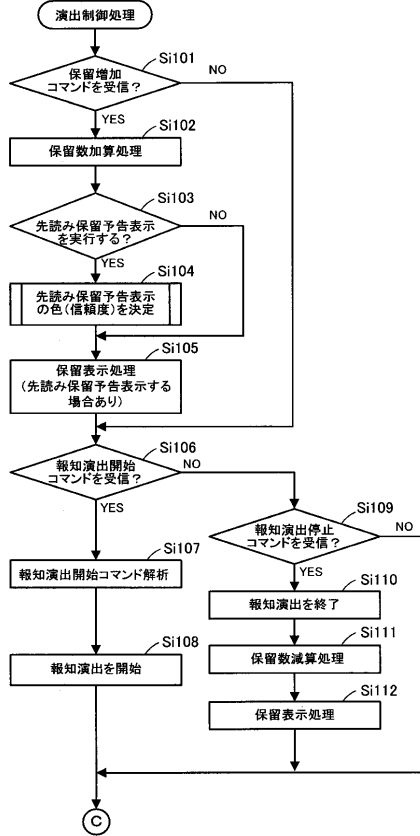 演出制御処理
Si101
保留増加
コマンドを受信？
NO
YES
Si102
保留数加算処理
Si103
先読み保留予告表示
を実行する？
NO
YES
Si104
先読み保留予告表示
の色（信頼度）を決定
Si105
保留表示処理
（先読み保留予告表示する
場合あり）
Si106
報知演出開始
コマンドを受信？
NO
YES
Si109
報知演出停止
コマンドを受信？
NO
YES
Si107
報知演出開始コマンド解析
Si110
報知演出を終了
Si111
保留数減算処理
Si108
報知演出を開始
Si112
保留表示処理
C